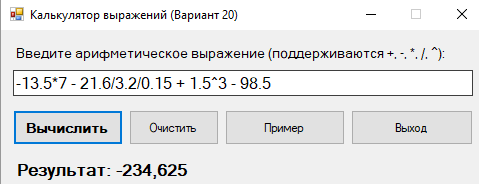 Калькулятор выражений (Вариант 20)
Введите арифметическое выражение (поддерживаются +, -, *, /, ^):
-13.5*7 - 21.6/3.2/0.15 + 1.5^3 - 98.5
Вычислить Очистить Пример Выход
Результат: -234,625